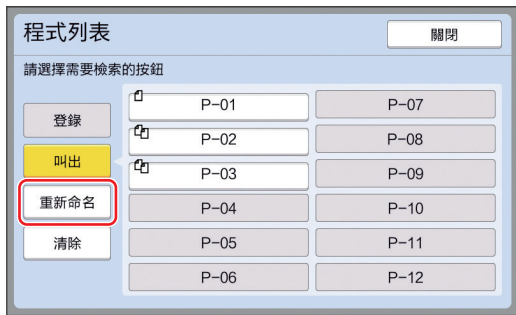 程式列表
關閉
請選擇需要檢索的按鈕
登錄
叫出
重新命名
清除
P-01
P-02
P-03
P-04
P-05
P-06
P-07
P-08
P-09
P-10
P-11
P-12